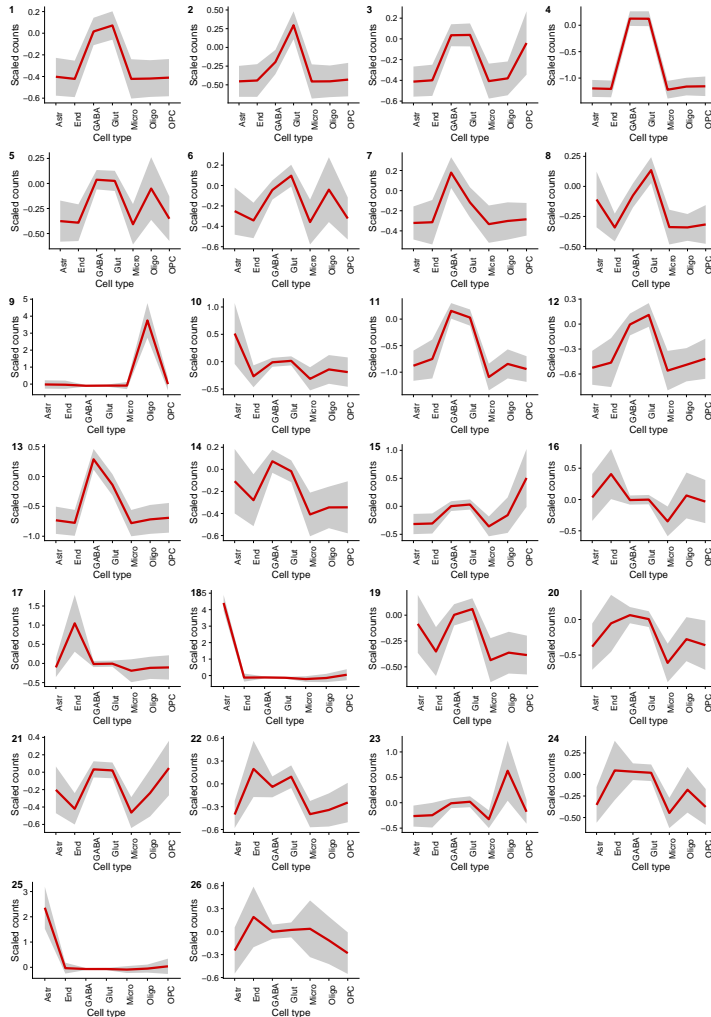 1
Scaled counts
0.2
0.0
−0.2
−0.4
−0.6
Astr End GABA Glut Micro Oligo OPC
Cell type
2
Scaled counts
0.50
0.25
0.00
−0.25
−0.50
Astr End GABA Glut Micro Oligo OPC
Cell type
3
Scaled counts
0.25
0.00
−0.25
−0.50
Astr End GABA Glut Micro Oligo OPC
Cell type
4
Scaled counts
0.0
−0.5
−1.0
Astr End GABA Glut Micro Oligo OPC
Cell type
5
Scaled counts
0.25
0.00
−0.25
−0.50
Astr End GABA Glut Micro Oligo OPC
Cell type
6
Scaled counts
0.2
0.0
−0.2
−0.4
−0.6
Astr End GABA Glut Micro Oligo OPC
Cell type
7
Scaled counts
0.2
0.0
−0.2
−0.4
Astr End GABA Glut Micro Oligo OPC
Cell type
8
Scaled counts
0.25
0.00
−0.25
−0.50
Astr End GABA Glut Micro Oligo OPC
Cell type
9
Scaled counts
5
4
3
2
1
0
Astr End GABA Glut Micro Oligo OPC
Cell type
10
Scaled counts
1.0
0.5
0.0
−0.5
Astr End GABA Glut Micro Oligo OPC
Cell type
11
Scaled counts
0.0
−0.5
−1.0
Astr End GABA Glut Micro Oligo OPC
Cell type
12
Scaled counts
0.3
0.0
−0.3
−0.6
Astr End GABA Glut Micro Oligo OPC
Cell type
13
Scaled counts
0.5
0.0
−0.5
−1.0
Astr End GABA Glut Micro Oligo OPC
Cell type
14
Scaled counts
0.2
0.0
−0.2
−0.4
−0.6
Astr End GABA Glut Micro Oligo OPC
Cell type
15
Scaled counts
1.0
0.5
0.0
−0.5
Astr End GABA Glut Micro Oligo OPC
Cell type
16
Scaled counts
0.5
0.0
−0.5
Astr End GABA Glut Micro Oligo OPC
Cell type
17
Scaled counts
1.5
1.0
0.5
0.0
−0.5
Astr End GABA Glut Micro Oligo OPC
Cell type
18
Scaled counts
5
4
3
2
1
0
Astr End GABA Glut Micro Oligo OPC
Cell type
19
Scaled counts
0.00
−0.25
−0.50
Astr End GABA Glut Micro Oligo OPC
Cell type
20
Scaled counts
0.25
0.00
−0.25
−0.50
−0.75
Astr End GABA Glut Micro Oligo OPC
Cell type
21
Scaled counts
0.4
0.2
0.0
−0.2
−0.4
−0.6
Astr End GABA Glut Micro Oligo OPC
Cell type
22
Scaled counts
0.6
0.3
0.0
−0.3
−0.6
Astr End GABA Glut Micro Oligo OPC
Cell type
23
Scaled counts
1.0
0.5
0.0
−0.5
Astr End GABA Glut Micro Oligo OPC
Cell type
24
Scaled counts
0.25
0.00
−0.25
−0.50
Astr End GABA Glut Micro Oligo OPC
Cell type
25
Scaled counts
3
2
1
0
Astr End GABA Glut Micro Oligo OPC
Cell type
26
Scaled counts
0.6
0.3
0.0
−0.3
−0.6
Astr End GABA Glut Micro Oligo OPC
Cell type